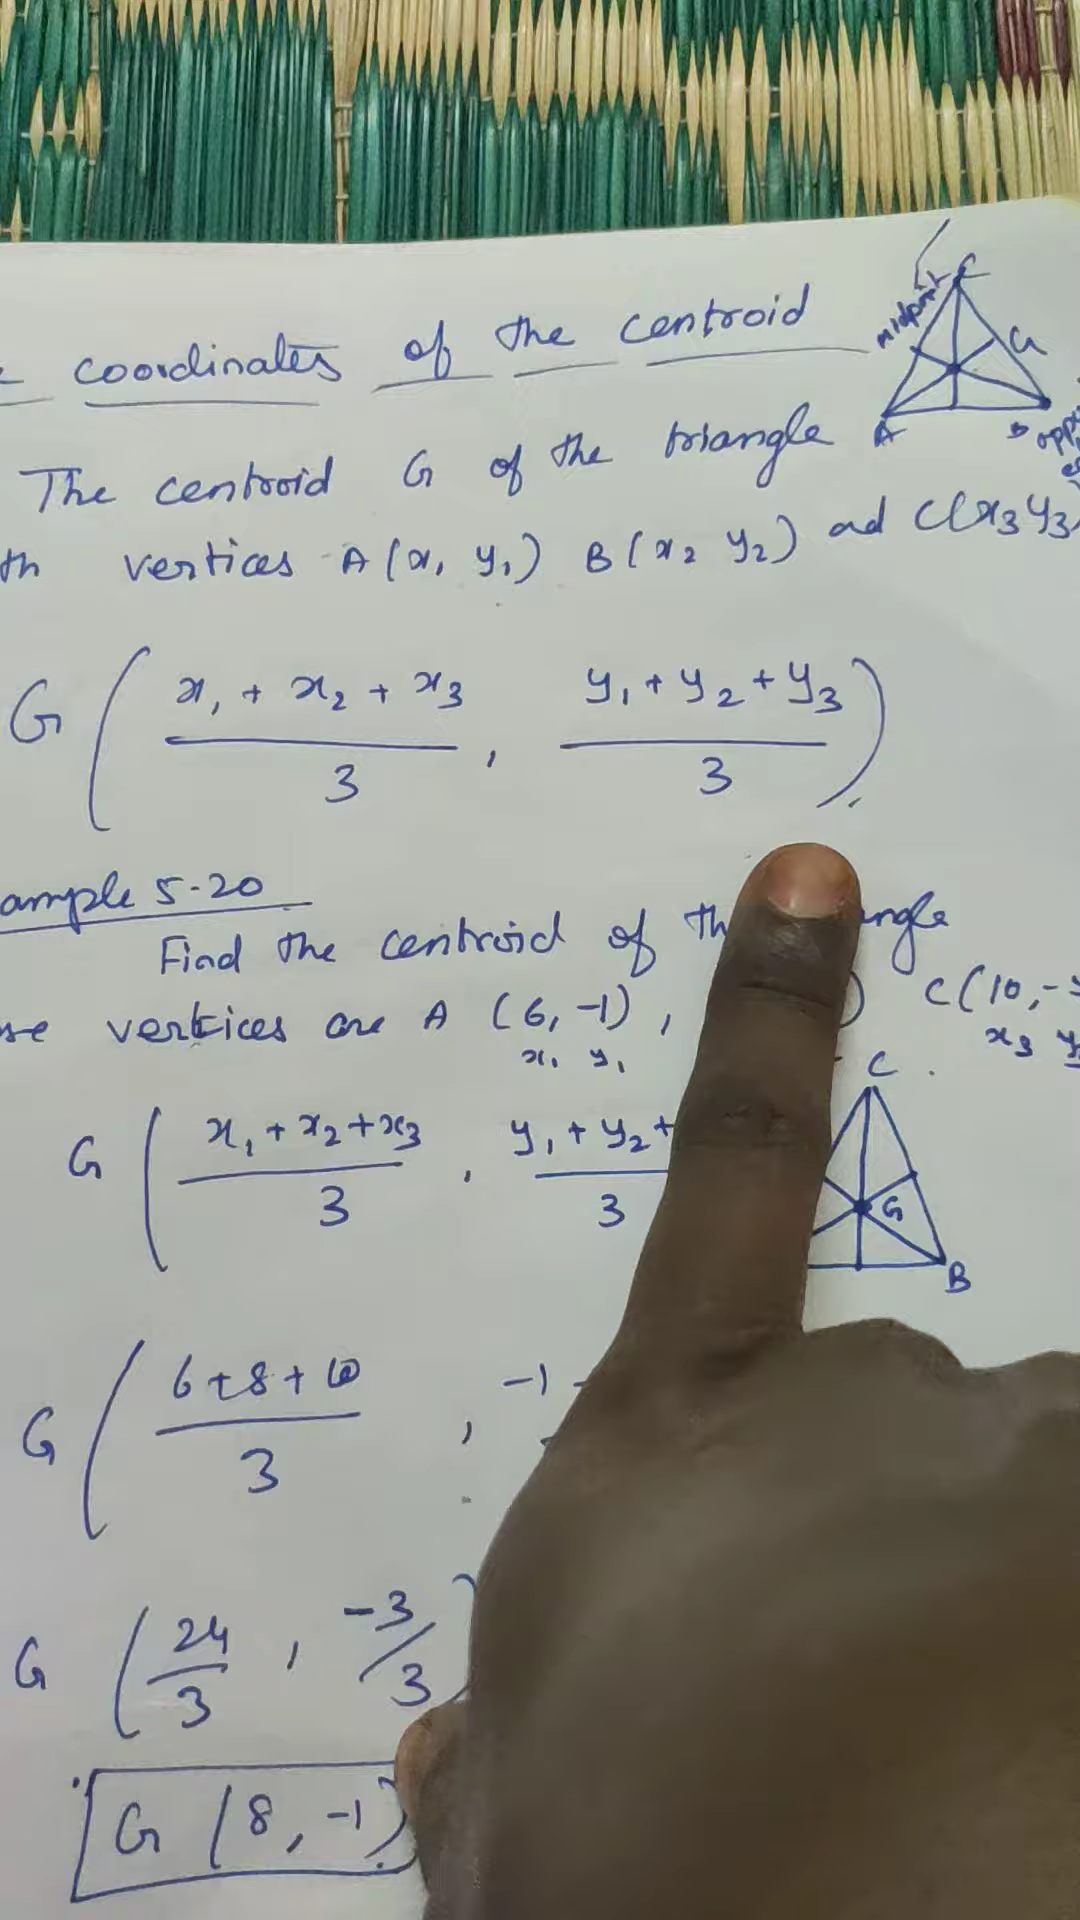 coordinates of the centroid
midpoint C
G
A B
The centroid G of the triangle
vertices A(x₁ y₁) B(x₂ y₂) ad C(x₃ y₃)
G ( x₁ + x₂ + x₃ / 3 , y₁ + y₂ + y₃ / 3 )
ample 5.20
Find the centroid of th angle
vertices are A (6, -1), C(10, -
x₁ y₁ x₃ y
C
G ( x₁ + x₂ + x₃ / 3 , y₁ + y₂ + / 3
G
B
G ( 6+8+10 / 3 , -1
G ( 24/3 , -3/3 )
G (8, -1)